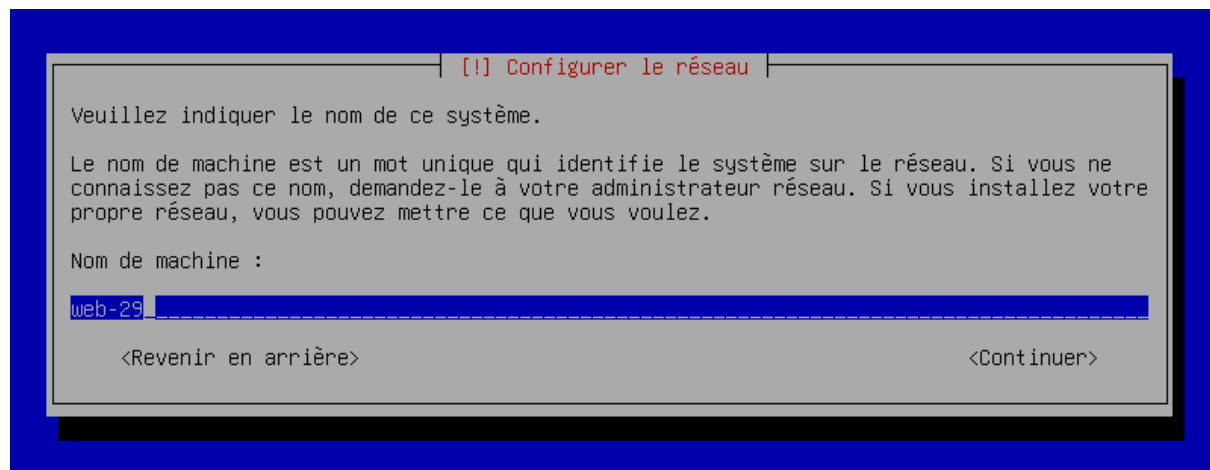 [!] Configurer le réseau
Veuillez indiquer le nom de ce système.
Le nom de machine est un mot unique qui identifie le système sur le réseau. Si vous ne
connaissez pas ce nom, demandez-le à votre administrateur réseau. Si vous installez votre
propre réseau, vous pouvez mettre ce que vous voulez.
Nom de machine :
web-29
<Revenir en arrière> <Continuer>